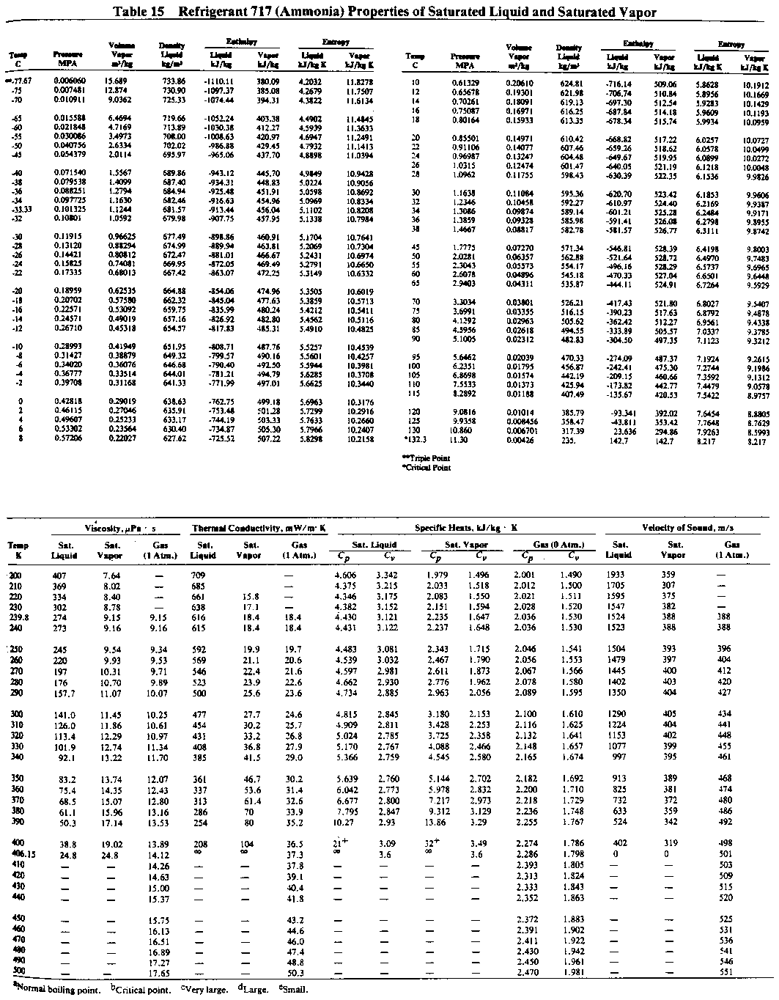 Table 15 Refrigerant 717 (Ammonia) Properties of Saturated Liquid and Saturated Vapor
Volume Density Enthalpy Entropy
Temp Pressure Vapor Liquid Liquid Vapor Liquid Vapor
C MPA m³/kg kg/m³ kJ/kg kJ/kg kJ/kg K kJ/kg K
**-77.67 0.006060 15.689 733.86 -1110.11 380.09 4.2032 11.8278
-75 0.007481 12.874 730.90 -1097.37 385.08 4.2679 11.7507
-70 0.010911 9.0362 725.33 -1074.44 394.31 4.3822 11.6134
-65 0.015588 6.4694 719.66 -1052.24 403.38 4.4902 11.4845
-60 0.021848 4.7169 713.89 -1030.38 412.27 4.5939 11.3633
-55 0.030086 3.4973 708.00 -1008.63 420.97 4.6947 11.2491
-50 0.040756 2.6334 702.02 -986.88 429.45 4.7932 11.1413
-45 0.054379 2.0114 695.97 -965.06 437.70 4.8898 11.0394
-40 0.071540 1.5567 689.86 -943.12 445.70 4.9849 10.9428
-38 0.079538 1.4099 687.40 -934.31 448.83 5.0224 10.9056
-36 0.088251 1.2794 684.94 -925.48 451.91 5.0598 10.8692
-34 0.097725 1.1630 682.46 -916.63 454.96 5.0969 10.8334
-33.33 0.101325 1.1244 681.57 -913.44 456.04 5.1102 10.8208
-32 0.10801 1.0592 679.98 -907.75 457.95 5.1338 10.7984
-30 0.11915 0.96625 677.49 -898.86 460.91 5.1704 10.7641
-28 0.13120 0.88294 674.99 -889.94 463.81 5.2069 10.7304
-26 0.14421 0.80812 672.47 -881.01 466.67 5.2431 10.6974
-24 0.15825 0.74081 669.95 -872.05 469.49 5.2791 10.6650
-22 0.17335 0.68013 667.42 -863.07 472.25 5.3149 10.6332
-20 0.18959 0.62535 664.88 -854.06 474.96 5.3505 10.6019
-18 0.20702 0.57580 662.32 -845.04 477.63 5.3859 10.5713
-16 0.22571 0.53092 659.75 -835.99 480.24 5.4212 10.5411
-14 0.24571 0.49019 657.16 -826.92 482.80 5.4562 10.5116
-12 0.26710 0.45318 654.57 -817.83 485.31 5.4910 10.4825
-10 0.28993 0.41949 651.95 -808.71 487.76 5.5257 10.4539
-8 0.31427 0.38879 649.32 -799.57 490.16 5.5601 10.4257
-6 0.34020 0.36076 646.68 -790.40 492.50 5.5944 10.3981
-4 0.36777 0.33514 644.01 -781.21 494.79 5.6285 10.3708
-2 0.39708 0.31168 641.33 -771.99 497.01 5.6625 10.3440
0 0.42818 0.29019 638.63 -762.75 499.18 5.6963 10.3176
2 0.46115 0.27046 635.91 -753.48 501.28 5.7299 10.2916
4 0.49607 0.25233 633.17 -744.19 503.33 5.7633 10.2660
6 0.53302 0.23564 630.40 -734.87 505.30 5.7966 10.2407
8 0.57206 0.22027 627.62 -725.52 507.22 5.8298 10.2158
Volume Density Enthalpy Entropy
Temp Pressure Vapor Liquid Liquid Vapor Liquid Vapor
C MPA m³/kg kg/m³ kJ/kg kJ/kg kJ/kg K kJ/kg K
10 0.61329 0.20610 624.81 -716.14 509.06 5.8628 10.1912
12 0.65678 0.19301 621.98 -706.74 510.84 5.8956 10.1669
14 0.70261 0.18091 619.13 -697.30 512.54 5.9283 10.1429
16 0.75087 0.16971 616.25 -687.84 514.18 5.9609 10.1193
18 0.80164 0.15933 613.35 -678.34 515.74 5.9934 10.0959
20 0.85501 0.14971 610.42 -668.82 517.22 6.0257 10.0727
22 0.91106 0.14077 607.46 -659.26 518.62 6.0578 10.0499
24 0.96987 0.13247 604.48 -649.67 519.95 6.0899 10.0272
26 1.0315 0.12474 601.47 -640.05 521.19 6.1218 10.0048
28 1.0962 0.11755 598.43 -630.39 522.35 6.1536 9.9826
30 1.1638 0.11084 595.36 -620.70 523.42 6.1853 9.9606
32 1.2346 0.10458 592.27 -610.97 524.40 6.2169 9.9387
34 1.3086 0.09874 589.14 -601.21 525.28 6.2484 9.9171
36 1.3859 0.09328 585.98 -591.41 526.08 6.2798 9.8955
38 1.4667 0.08817 582.78 -581.57 526.77 6.3111 9.8742
45 1.7775 0.07270 571.34 -546.81 528.39 6.4198 9.8003
50 2.0281 0.06357 562.88 -521.64 528.72 6.4970 9.7483
55 2.3043 0.05573 554.17 -496.16 528.29 6.5737 9.6965
60 2.6078 0.04896 545.18 -470.33 527.04 6.6501 9.6448
65 2.9403 0.04311 535.87 -444.11 524.91 6.7264 9.5929
70 3.3034 0.03801 526.21 -417.43 521.80 6.8027 9.5407
75 3.6991 0.03355 516.15 -390.23 517.63 6.8792 9.4878
80 4.1292 0.02963 505.62 -362.42 512.27 6.9561 9.4338
85 4.5956 0.02618 494.55 -333.89 505.57 7.0337 9.3785
90 5.1005 0.02312 482.83 -304.50 497.35 7.1123 9.3212
95 5.6462 0.02039 470.33 -274.09 487.37 7.1924 9.2615
100 6.2351 0.01795 456.87 -242.41 475.30 7.2744 9.1986
105 6.8698 0.01574 442.19 -209.15 460.66 7.3592 9.1312
110 7.5533 0.01373 425.94 -173.82 442.77 7.4479 9.0578
115 8.2892 0.01188 407.49 -135.67 420.53 7.5422 8.9757
120 9.0816 0.01014 385.79 -93.341 392.02 7.6454 8.8805
125 9.9358 0.008456 358.47 -43.811 353.42 7.7648 8.7629
130 10.860 0.006701 317.39 23.636 294.86 7.9263 8.5993
*132.3 11.30 0.00426 235. 142.7 142.7 8.217 8.217
**Triple Point
*Critical Point
Viscosity, μPa · s Thermal Conductivity, mW/m· K Specific Heats, kJ/kg · K Velocity of Sound, m/s
Temp Sat. Sat. Gas Sat. Sat. Gas Sat. Liquid Sat. Vapor Gas (0 Atm.) Sat. Sat. Gas
K Liquid Vapor (1 Atm.) Liquid Vapor (1 Atm.) Cp Cv Cp Cv Cp Cv Liquid Vapor (1 Atm.)
200 407 7.64 — 709 — 4.606 3.342 1.979 1.496 2.001 1.490 1933 359 —
210 369 8.02 — 685 — 4.375 3.215 2.033 1.518 2.012 1.500 1705 307 —
220 334 8.40 — 661 15.8 — 4.346 3.175 2.083 1.550 2.021 1.511 1595 375 —
230 302 8.78 — 638 17.1 — 4.382 3.152 2.151 1.594 2.028 1.520 1547 382 —
239.8 274 9.15 9.15 616 18.4 18.4 4.430 3.121 2.235 1.647 2.036 1.530 1524 388 388
240 273 9.16 9.16 615 18.4 18.4 4.431 3.122 2.237 1.648 2.036 1.530 1523 388 388
250 245 9.54 9.34 592 19.9 19.7 4.483 3.081 2.343 1.715 2.046 1.541 1504 393 396
260 220 9.93 9.53 569 21.1 20.6 4.539 3.032 2.467 1.790 2.056 1.553 1479 397 404
270 197 10.31 9.71 546 22.4 21.6 4.597 2.981 2.611 1.873 2.067 1.566 1445 400 412
280 176 10.70 9.89 523 23.9 22.6 4.662 2.930 2.776 1.962 2.078 1.580 1402 403 420
290 157.7 11.07 10.07 500 25.6 23.6 4.734 2.885 2.963 2.056 2.089 1.595 1350 404 427
300 141.0 11.45 10.25 477 27.7 24.6 4.815 2.845 3.180 2.153 2.100 1.610 1290 405 434
310 126.0 11.86 10.61 454 30.2 25.7 4.909 2.811 3.428 2.253 2.116 1.625 1224 404 441
320 113.4 12.29 10.97 431 33.2 26.8 5.024 2.785 3.725 2.358 2.132 1.641 1153 402 448
330 101.9 12.74 11.34 408 36.8 27.9 5.170 2.767 4.088 2.466 2.148 1.657 1077 399 455
340 92.1 13.22 11.70 385 41.5 29.0 5.366 2.759 4.545 2.580 2.165 1.674 997 395 461
350 83.2 13.74 12.07 361 46.7 30.2 5.639 2.760 5.144 2.702 2.182 1.692 913 389 468
360 75.4 14.35 12.43 337 53.6 31.4 6.042 2.773 5.978 2.832 2.200 1.710 825 381 474
370 68.5 15.07 12.80 313 61.4 32.6 6.677 2.800 7.217 2.973 2.218 1.729 732 372 480
380 61.1 15.96 13.16 286 70 33.9 7.795 2.847 9.312 3.129 2.236 1.748 633 359 486
390 50.3 17.14 13.53 254 80 35.2 10.27 2.93 13.86 3.29 2.255 1.767 524 342 492
400 38.8 19.02 13.89 208 104 36.5 21+ 3.09 32+ 3.49 2.274 1.786 402 319 498
406.15 24.8 24.8 14.12 ∞ ∞ 37.3 ∞ 3.6 ∞ 3.6 2.286 1.798 0 0 501
410 — — 14.26 — — 37.8 — — — — 2.393 1.805 — — 503
420 — — 14.63 — — 39.1 — — — — 2.313 1.824 — — 509
430 — — 15.00 — — 40.4 — — — — 2.333 1.843 — — 515
440 — — 15.37 — — 41.8 — — — — 2.352 1.863 — — 520
450 — — 15.75 — — 43.2 — — — — 2.372 1.883 — — 525
460 — — 16.13 — — 44.6 — — — — 2.391 1.902 — — 531
470 — — 16.51 — — 46.0 — — — — 2.411 1.922 — — 536
480 — — 16.89 — — 47.4 — — — — 2.430 1.942 — — 541
490 — — 17.27 — — 48.8 — — — — 2.450 1.961 — — 546
500 — — 17.65 — — 50.3 — — — — 2.470 1.981 — — 551
aNormal boiling point. bCritical point. cVery large. dLarge. eSmall.